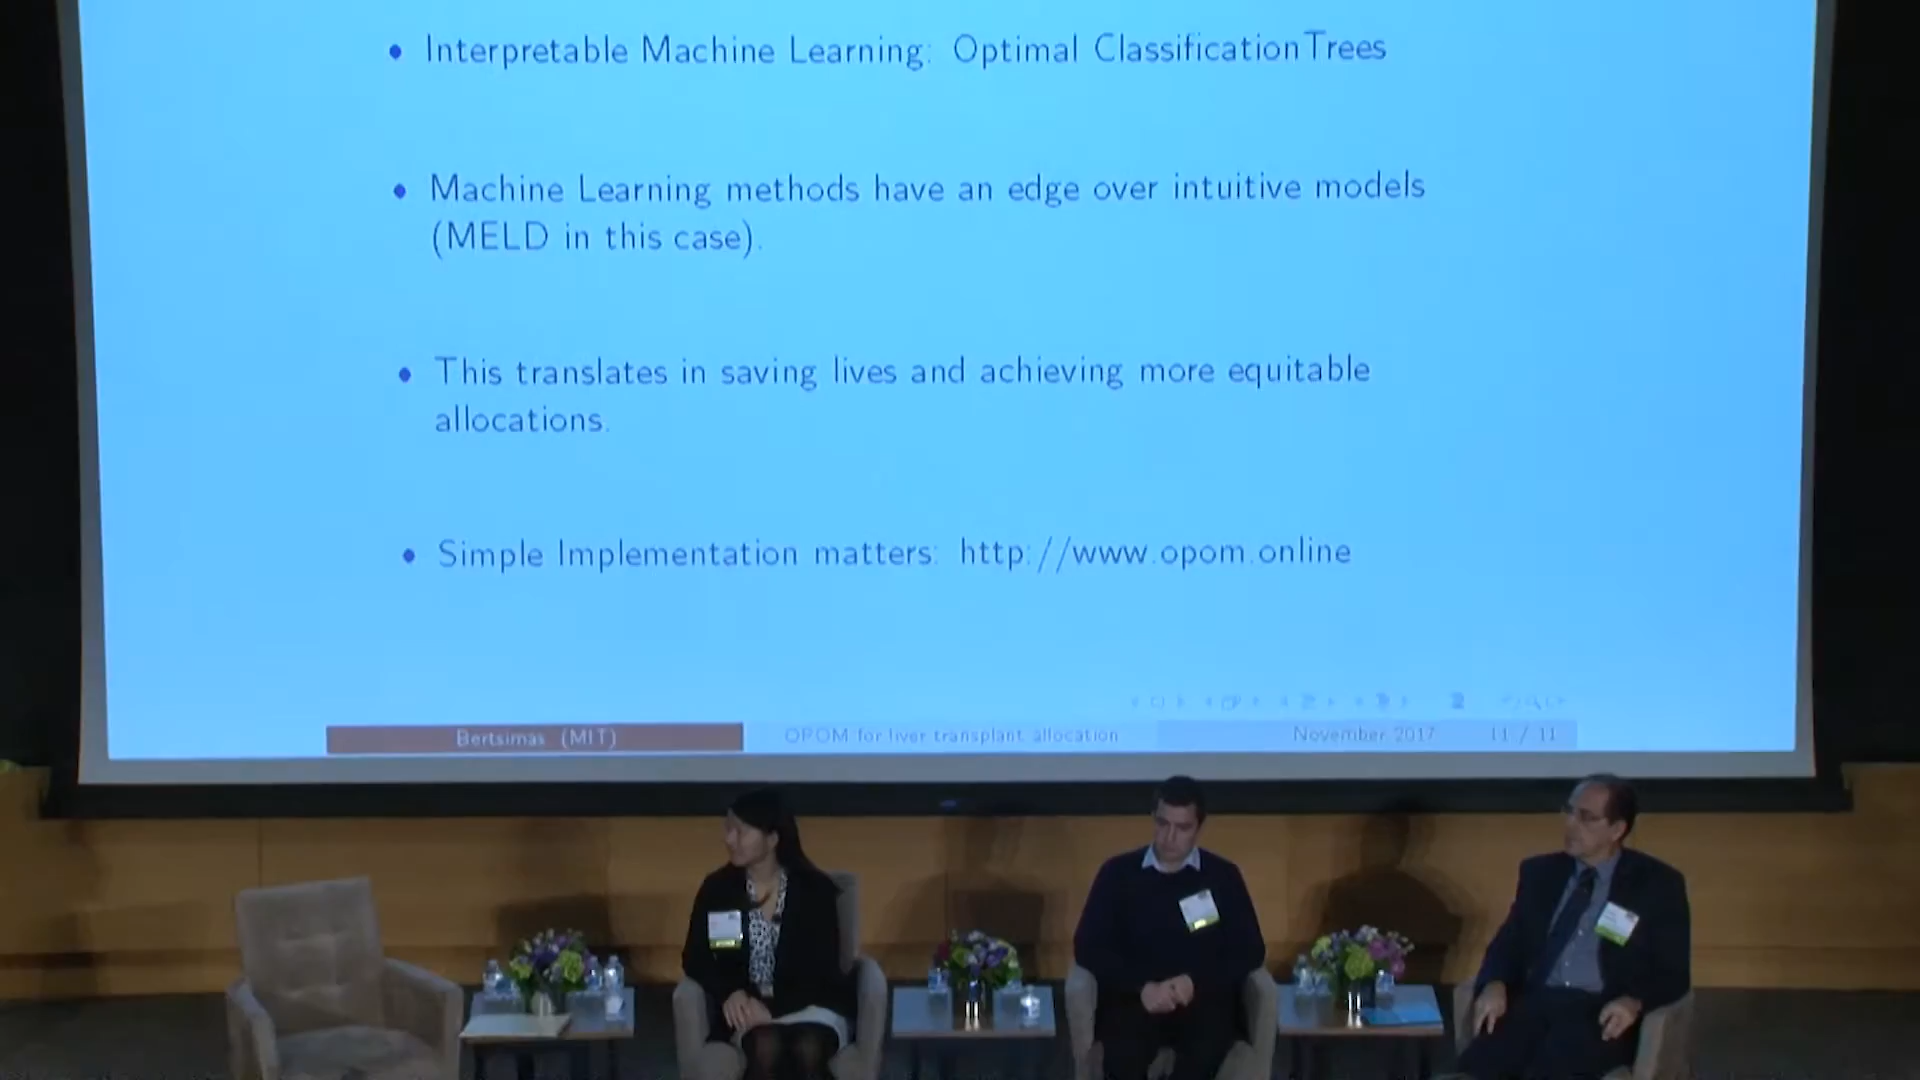 • Interpretable Machine Learning: Optimal Classification Trees
• Machine Learning methods have an edge over intuitive models
(MELD in this case).
• This translates in saving lives and achieving more equitable
allocations.
• Simple Implementation matters: http://www.opom.online
Bertsimas (MIT) OPOM for liver transplant allocation November 2017 11 / 11